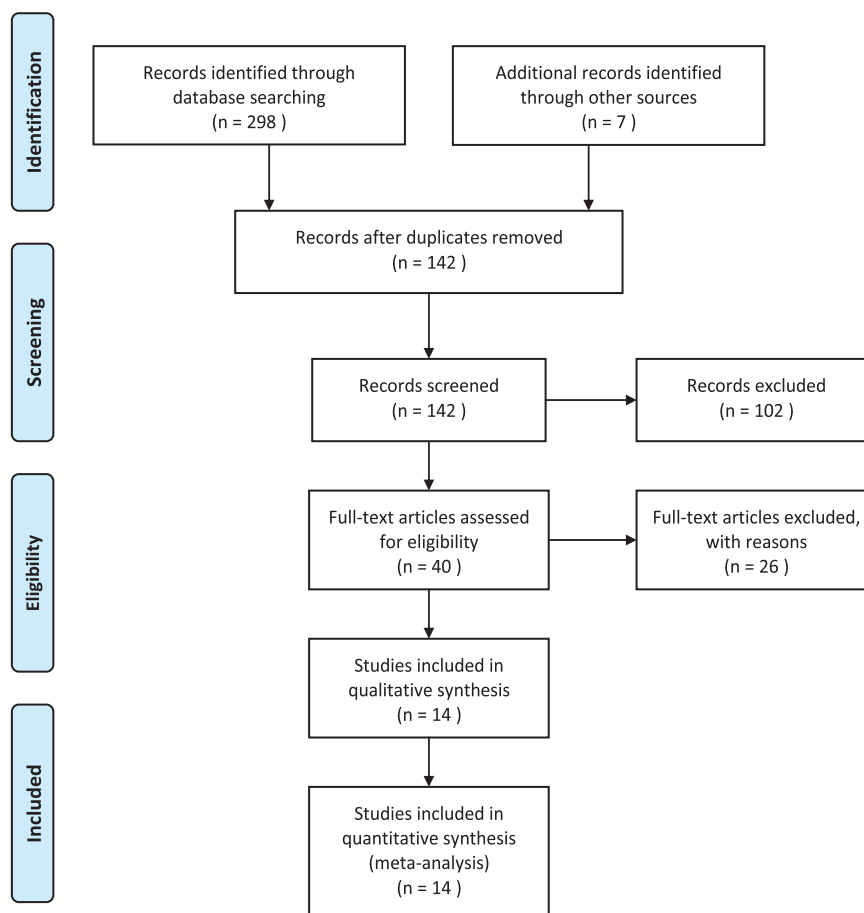 Identification
Records identified through
database searching
(n = 298 )
Additional records identified
through other sources
(n = 7 )
Records after duplicates removed
(n = 142 )
Screening
Records screened
(n = 142 )
Records excluded
(n = 102 )
Eligibility
Full-text articles assessed
for eligibility
(n = 40 )
Full-text articles excluded,
with reasons
(n = 26 )
Studies included in
qualitative synthesis
(n = 14 )
Included
Studies included in
quantitative synthesis
(meta-analysis)
(n = 14 )